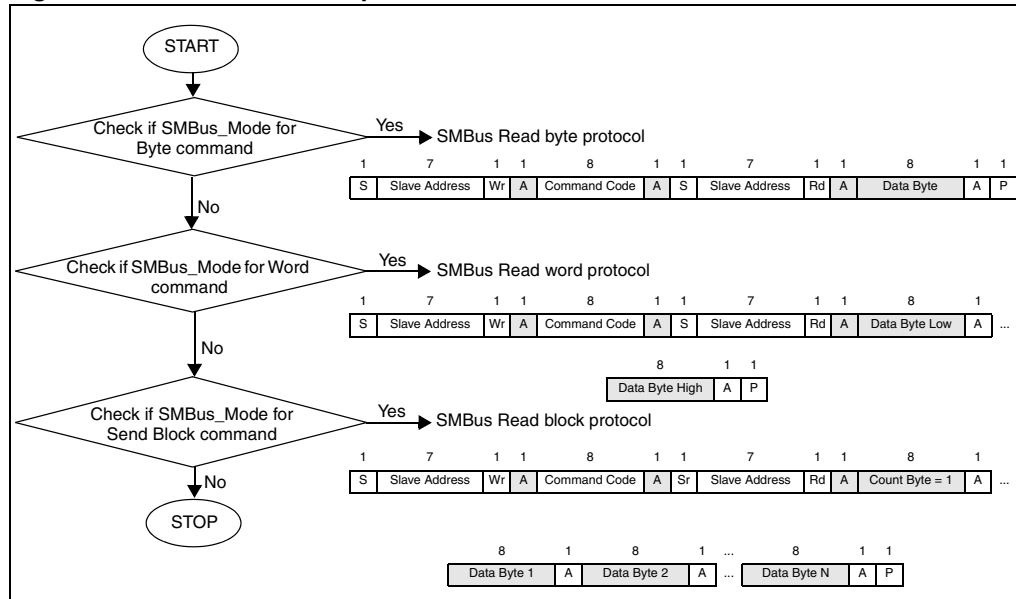 START
Check if SMBus_Mode for
Byte command
Yes
SMBus Read byte protocol
1 7 1 1 8 1 1 7 1 1 8 1 1
S Slave Address Wr A Command Code A S Slave Address Rd A Data Byte A P
No
Check if SMBus_Mode for Word
command
Yes
SMBus Read word protocol
1 7 1 1 8 1 1 7 1 1 8 1
S Slave Address Wr A Command Code A S Slave Address Rd A Data Byte Low A ...
8 1 1
Data Byte High A P
No
Check if SMBus_Mode for
Send Block command
Yes
SMBus Read block protocol
1 7 1 1 8 1 1 7 1 1 8 1
S Slave Address Wr A Command Code A Sr Slave Address Rd A Count Byte = 1 A ...
No
STOP
8 1 8 1 ... 8 1 1
Data Byte 1 A Data Byte 2 A ... Data Byte N A P